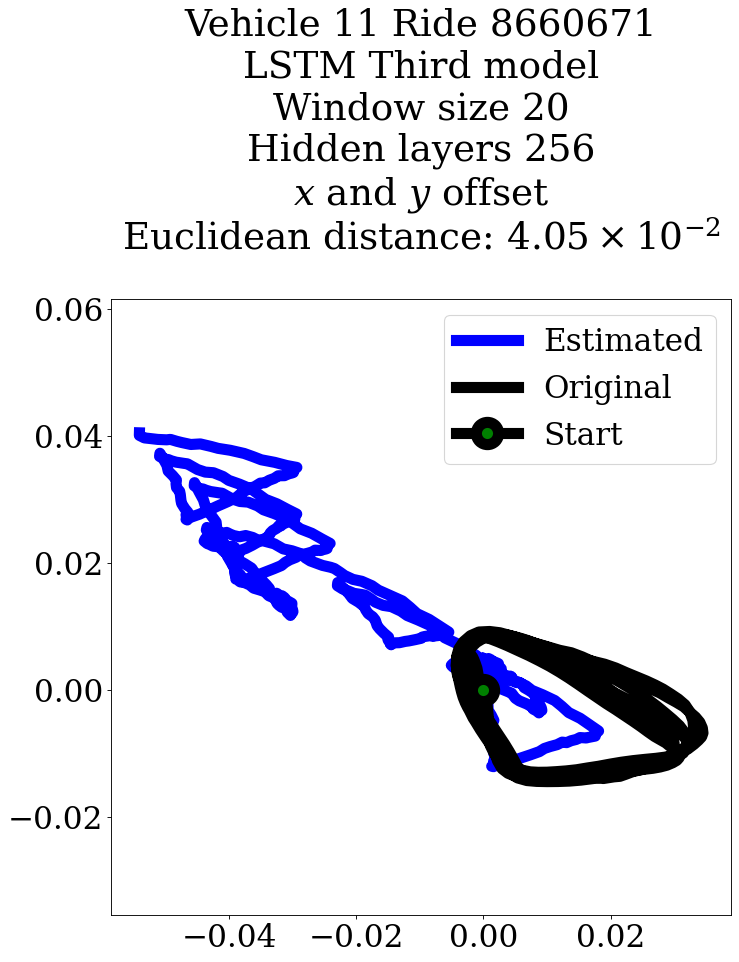 Vehicle 11 Ride 8660671
LSTM Third model
Window size 20
Hidden layers 256
x and y offset
Euclidean distance: 4.05 × 10⁻²
Estimated
Original
Start
0.06
0.04
0.02
0.00
−0.02
−0.04
−0.02
0.00
0.02